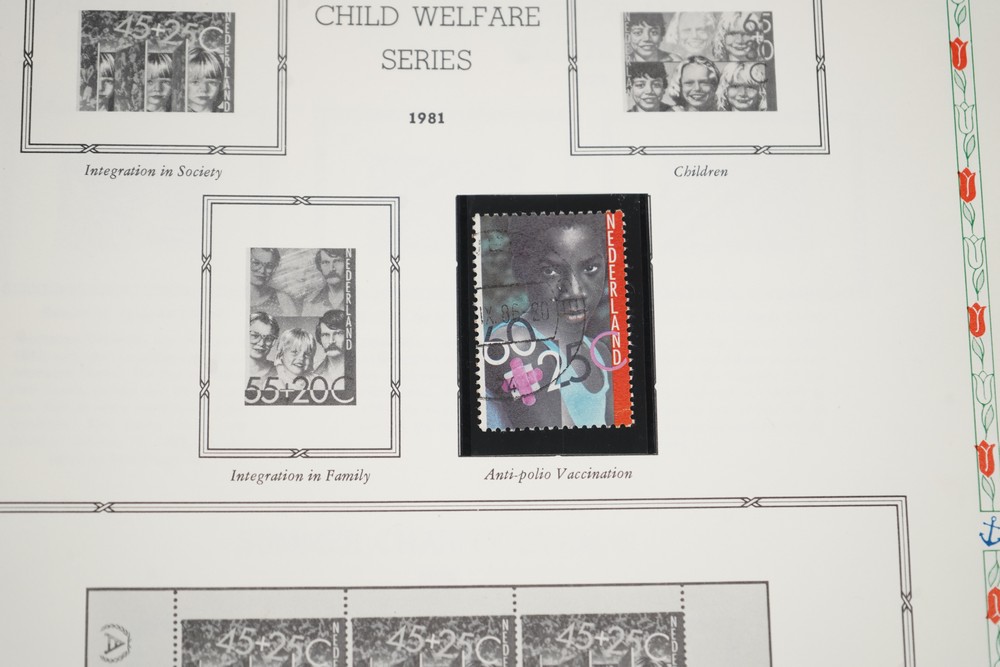 CHILD WELFARE
SERIES
1981
45+25C
NEDERLAND
Integration in Society
65
NEDERLAND
Children
55+20C
NEDERLAND
Integration in Family
NEDERLAND
60
+25C
Anti-polio Vaccination
A
45+25C
45+25C
45+25C